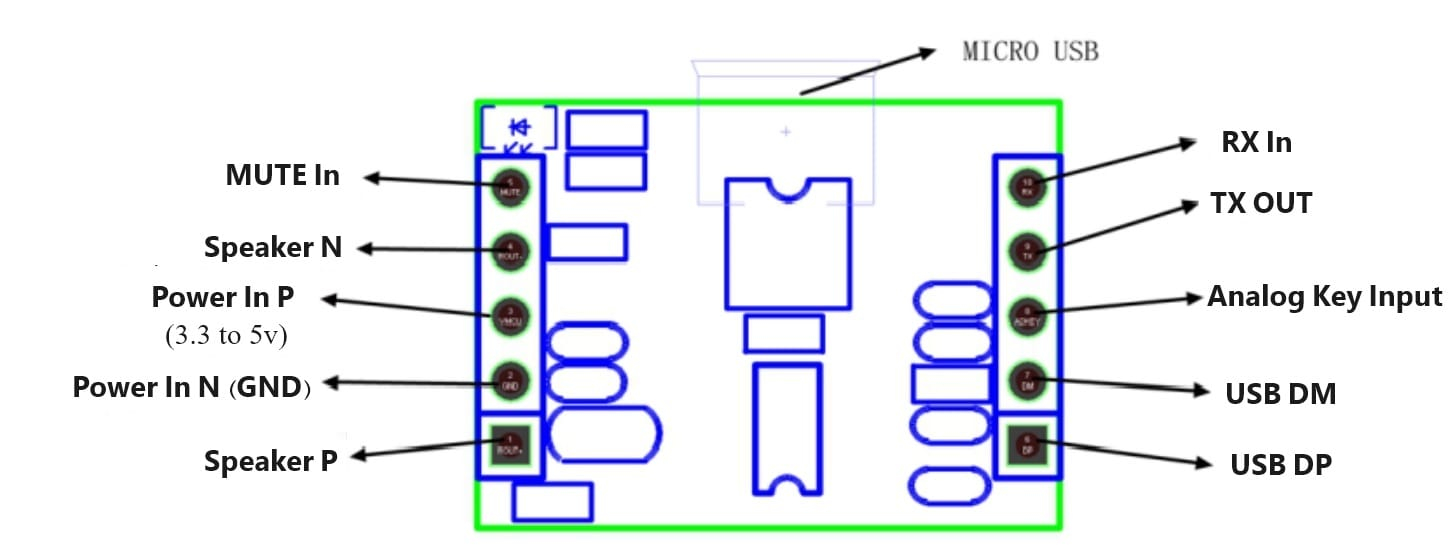 MICRO USB
RX In
MUTE In
5
MUTE
10
RX
TX OUT
Speaker N
4
ROUT-
9
TX
Power In P
(3.3 to 5v)
3
VMCU
8
ADKEY
Analog Key Input
Power In N (GND)
2
GND
7
DM
USB DM
Speaker P
1
ROUT+
6
DP
USB DP